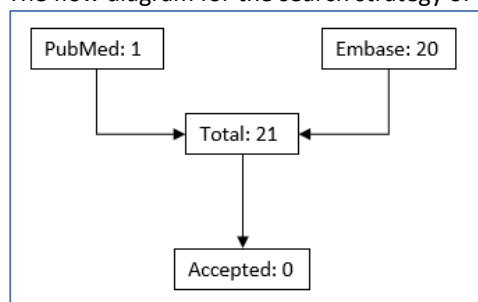 The flow diagram for the search strategy of
PubMed: 1
Embase: 20
Total: 21
Accepted: 0